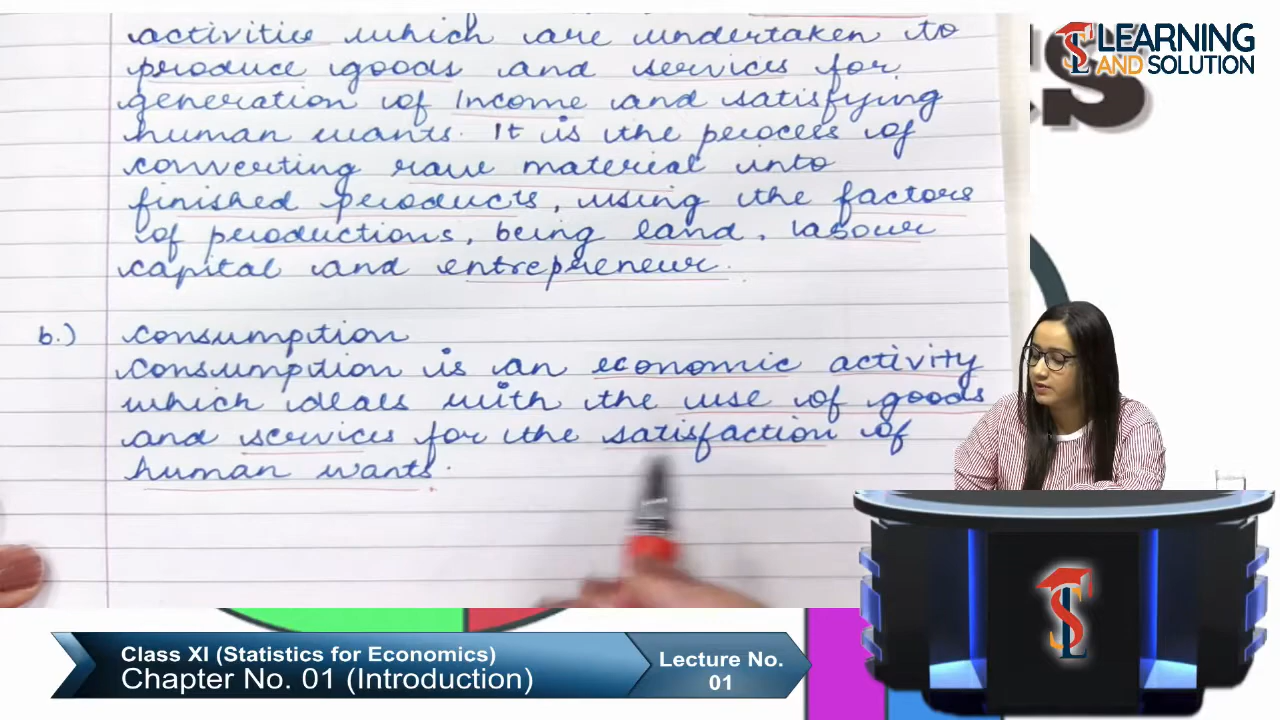 activities which are undertaken to
produce goods and services for
generation of Income and satisfying
human wants. It is the process of
converting raw material into
finished products, using the factors
of productions, being land, labour
capital and entrepreneur.
b.) Consumption
Consumption is an economic activity
which deals with the use of goods
and services for the satisfaction of
human wants.
LEARNING
AND SOLUTION
Class XI (Statistics for Economics)
Chapter No. 01 (Introduction)
Lecture No.
01